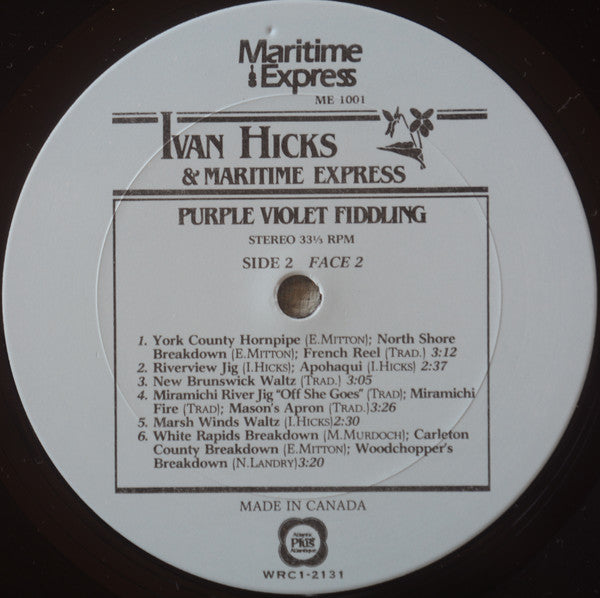 Maritime
Express
ME 1001
IVAN HICKS
& MARITIME EXPRESS
PURPLE VIOLET FIDDLING
STEREO 33⅓ RPM
SIDE 2 FACE 2
1. York County Hornpipe (E.MITTON); North Shore
Breakdown (E.MITTON); French Reel (TRAD.) 3:12
2. Riverview Jig (I.HICKS); Apohaqui (I.HICKS) 2:37
3. New Brunswick Waltz (TRAD.) 3:05
4. Miramichi River Jig "Off She Goes" (TRAD); Miramichi
Fire (TRAD); Mason's Apron (TRAD.)3:26
5. Marsh Winds Waltz (I.HICKS)2:30
6. White Rapids Breakdown (M.MURDOCH); Carleton
County Breakdown (E.MITTON); Woodchopper's
Breakdown (N.LANDRY)3:20
MADE IN CANADA
Atlantic
Plus
Atlantique
WRC1-2131